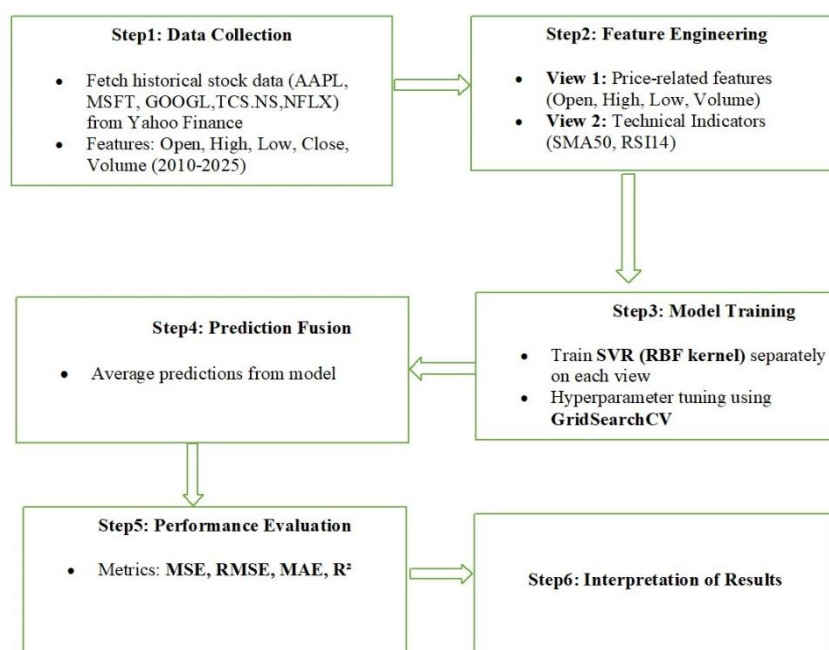 Step1: Data Collection
• Fetch historical stock data (AAPL,
MSFT, GOOGL,TCS.NS,NFLX)
from Yahoo Finance
• Features: Open, High, Low, Close,
Volume (2010-2025)
Step2: Feature Engineering
• View 1: Price-related features
(Open, High, Low, Volume)
• View 2: Technical Indicators
(SMA50, RSI14)
Step3: Model Training
• Train SVR (RBF kernel) separately
on each view
• Hyperparameter tuning using
GridSearchCV
Step4: Prediction Fusion
• Average predictions from model
Step5: Performance Evaluation
• Metrics: MSE, RMSE, MAE, R²
Step6: Interpretation of Results